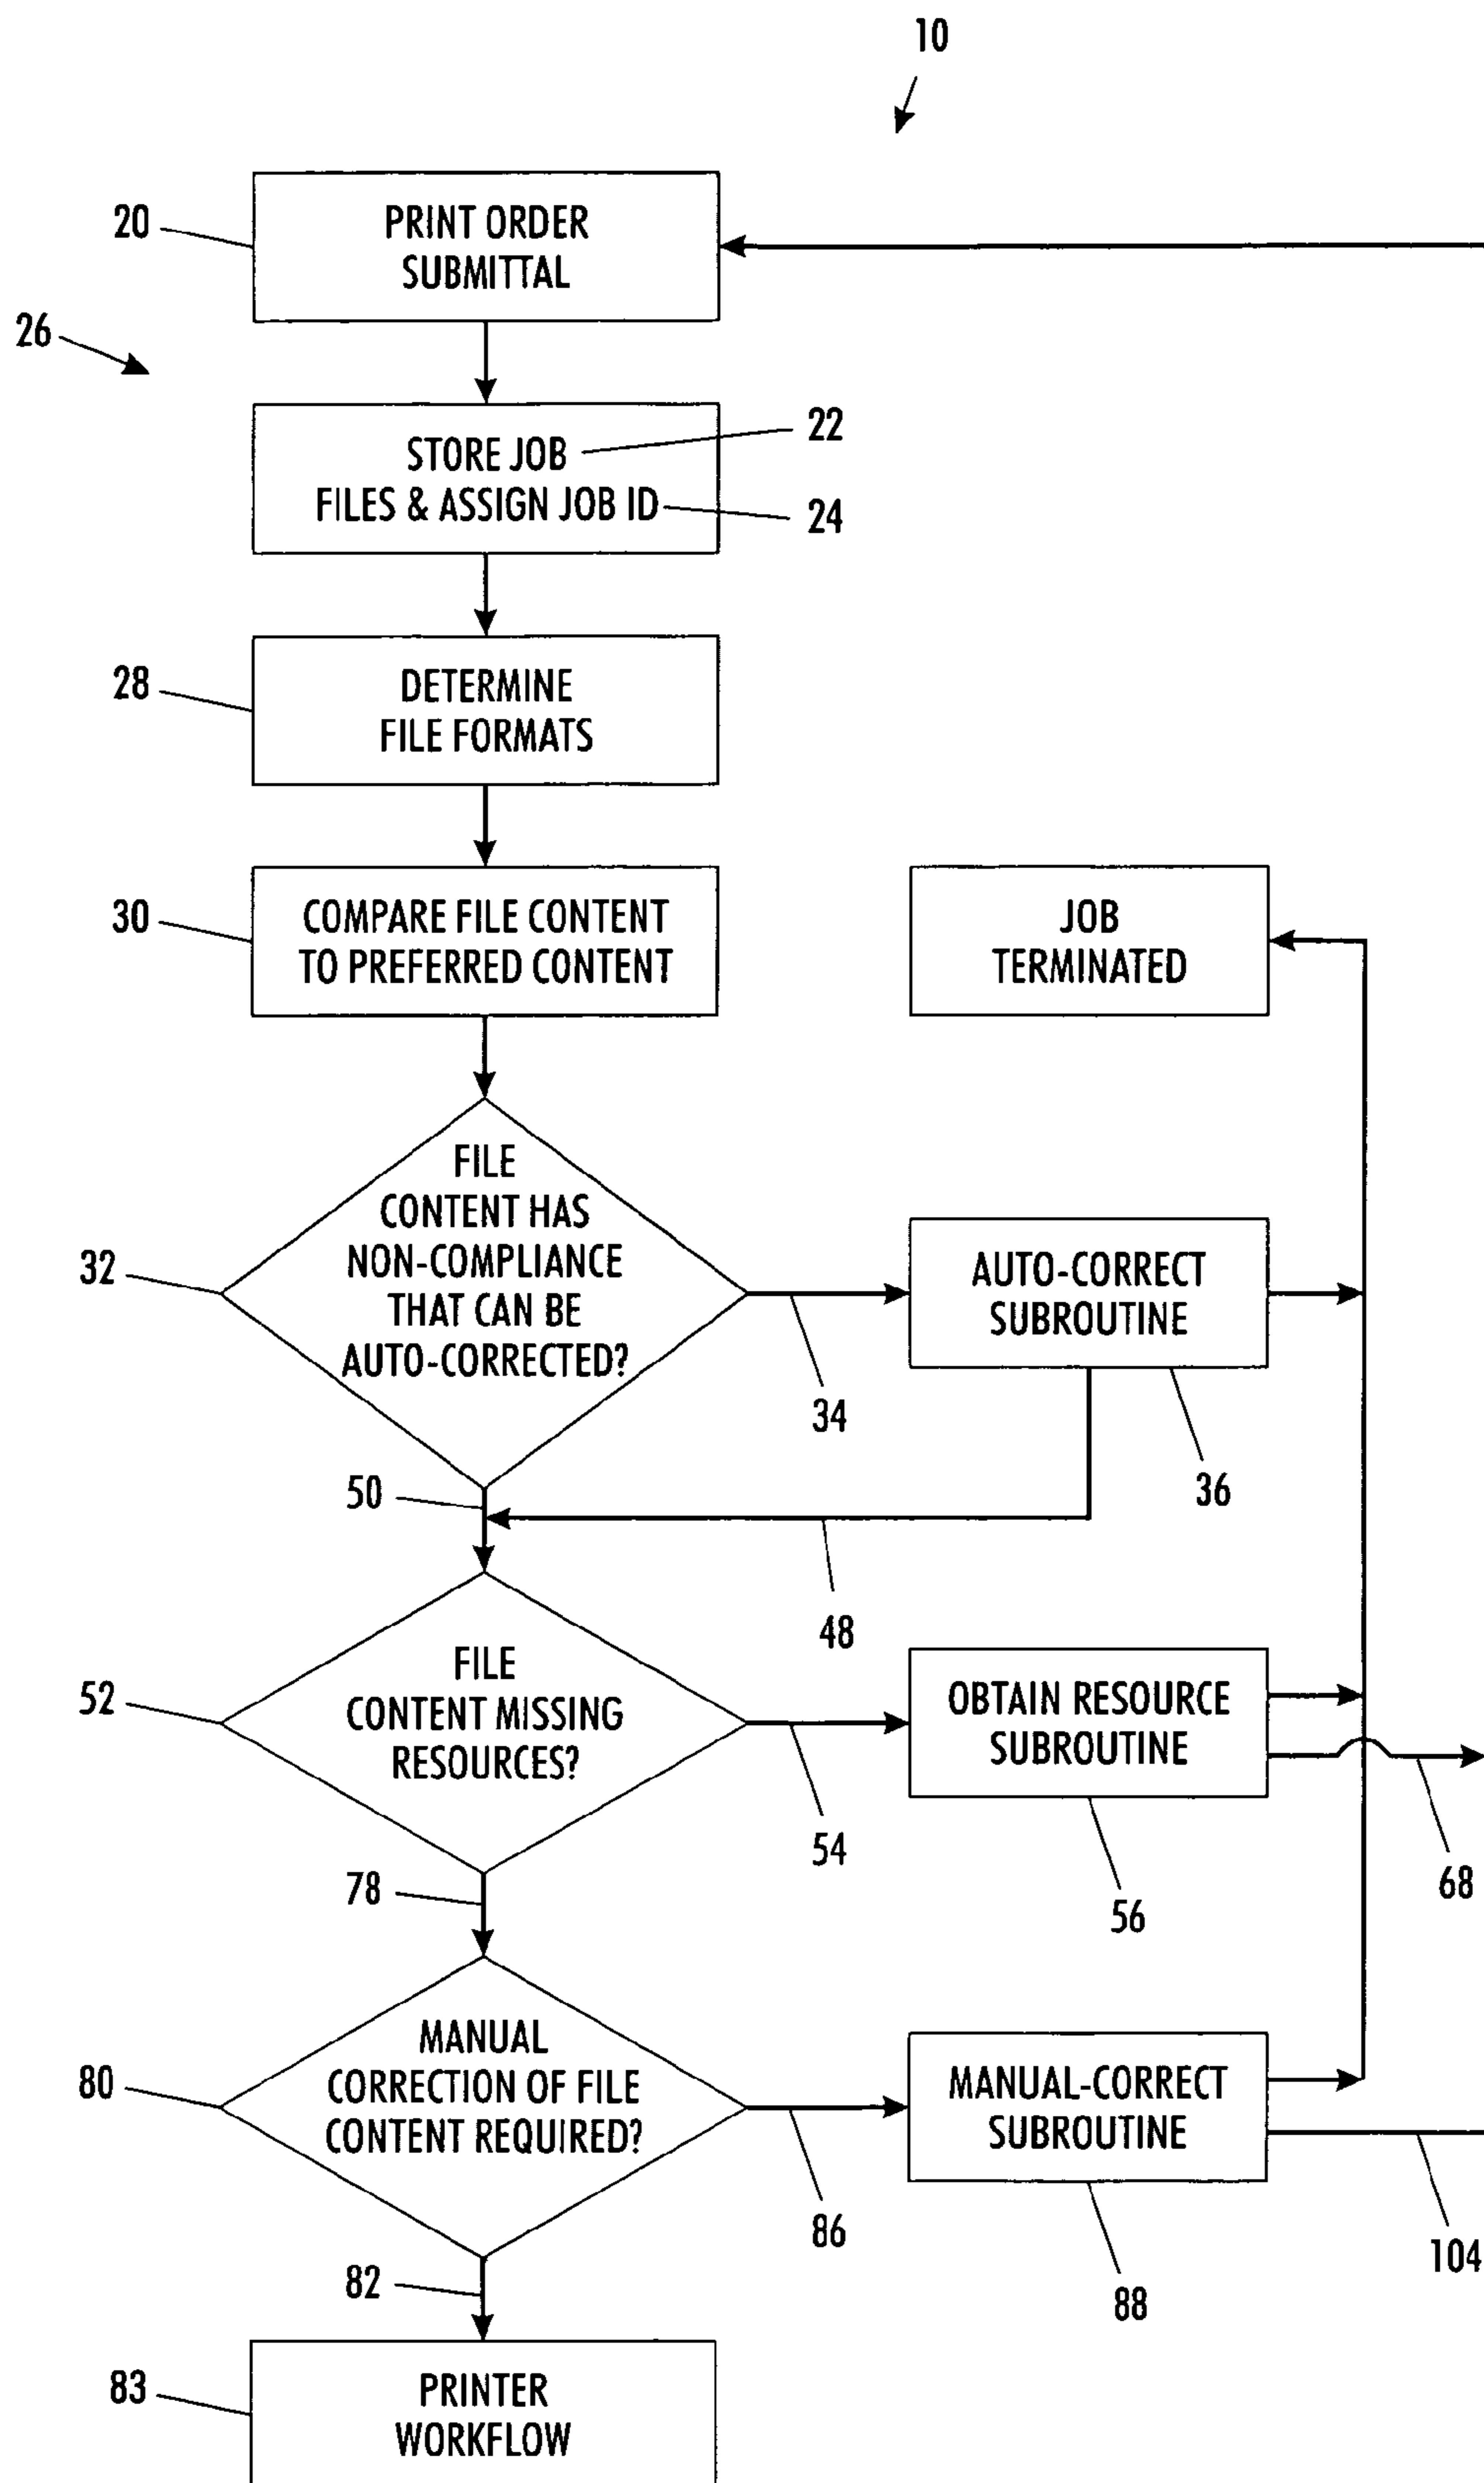 10
20
PRINT ORDER
SUBMITTAL
26
STORE JOB
22
FILES & ASSIGN JOB ID
24
28
DETERMINE
FILE FORMATS
30
COMPARE FILE CONTENT
TO PREFERRED CONTENT
JOB
TERMINATED
32
FILE
CONTENT HAS
NON-COMPLIANCE
THAT CAN BE
AUTO-CORRECTED?
34
AUTO-CORRECT
SUBROUTINE
36
50
48
52
FILE
CONTENT MISSING
RESOURCES?
54
OBTAIN RESOURCE
SUBROUTINE
56
68
78
80
MANUAL
CORRECTION OF FILE
CONTENT REQUIRED?
86
MANUAL-CORRECT
SUBROUTINE
88
104
82
83
PRINTER
WORKFLOW